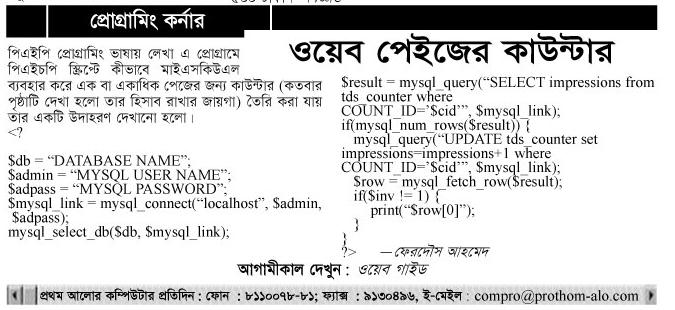 প্রোগ্রামিং কর্নার
ওয়েব পেইজের কাউন্টার
পিএইপি প্রোগ্রামিং ভাষায় লেখা এ প্রোগ্রামে
পিএইচপি স্ক্রিপ্টে কীভাবে মাইএসকিউএল
ব্যবহার করে এক বা একাধিক পেজের জন্য কাউন্টার (কতবার
পৃষ্ঠাটি দেখা হলো তার হিসাব রাখার জায়গা) তৈরি করা যায়
তার একটি উদাহরণ দেখানো হলো।
<?
$db = “DATABASE NAME”;
$admin = “MYSQL USER NAME”;
$adpass = “MYSQL PASSWORD”;
$mysql_link = mysql_connect(“localhost”, $admin,
$adpass);
mysql_select_db($db, $mysql_link);
$result = mysql_query(“SELECT impressions from
tds_counter where
COUNT_ID=’$cid’”, $mysql_link);
if(mysql_num_rows($result)) {
mysql_query(“UPDATE tds_counter set
impressions=impressions+1 where
COUNT_ID=’$cid’”, $mysql_link);
$row = mysql_fetch_row($result);
if($inv != 1) {
print(“$row[0]”);
}
}
?> —ফেরদৌস আহমেদ
আগামীকাল দেখুন : ওয়েব গাইড
প্রথম আলোর কম্পিউটার প্রতিদিন : ফোন : ৮১১০০৭৮-৮১; ফ্যাক্স : ৯১৩০৪৯৬, ই-মেইল : compro@prothom-alo.com